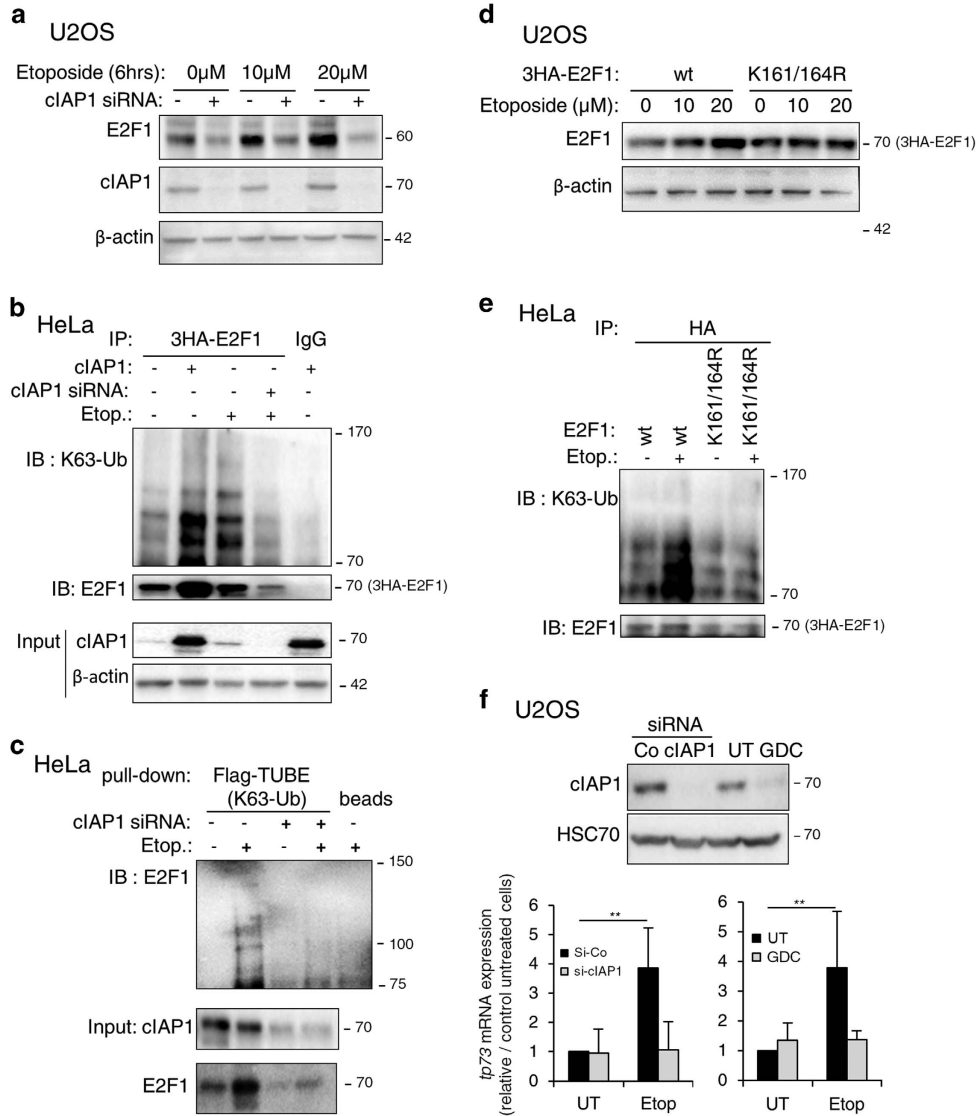 a
U2OS
Etoposide (6hrs): 0µM 10µM 20µM
cIAP1 siRNA: - + - + - +
E2F1 - 60
cIAP1 - 70
β-actin - 42
b
HeLa
IP: 3HA-E2F1 IgG
cIAP1: - + - - +
cIAP1 siRNA: - - - + -
Etop.: - - + + -
- 170
IB : K63-Ub
- 70
IB: E2F1 - 70 (3HA-E2F1)
Input cIAP1 - 70
β-actin - 42
c
HeLa
pull-down: Flag-TUBE
(K63-Ub) beads
cIAP1 siRNA: - - + + -
Etop.: - + - + +
- 150
IB : E2F1
- 100
- 75
Input: cIAP1 - 70
E2F1 - 70
d
U2OS
3HA-E2F1: wt K161/164R
Etoposide (µM): 0 10 20 0 10 20
E2F1 - 70 (3HA-E2F1)
β-actin
- 42
e
HeLa
IP: HA
E2F1: wt wt K161/164R K161/164R
Etop.: - + - +
- 170
IB : K63-Ub
- 70
IB: E2F1 - 70 (3HA-E2F1)
f
U2OS
siRNA
Co cIAP1 UT GDC
cIAP1 - 70
HSC70 - 70
tp73 mRNA expression
(relative / control untreated cells)
6
5
4
3
2
1
0
**
Si-Co
si-cIAP1
UT Etop
6
5
4
3
2
1
0
**
UT
GDC
UT Etop